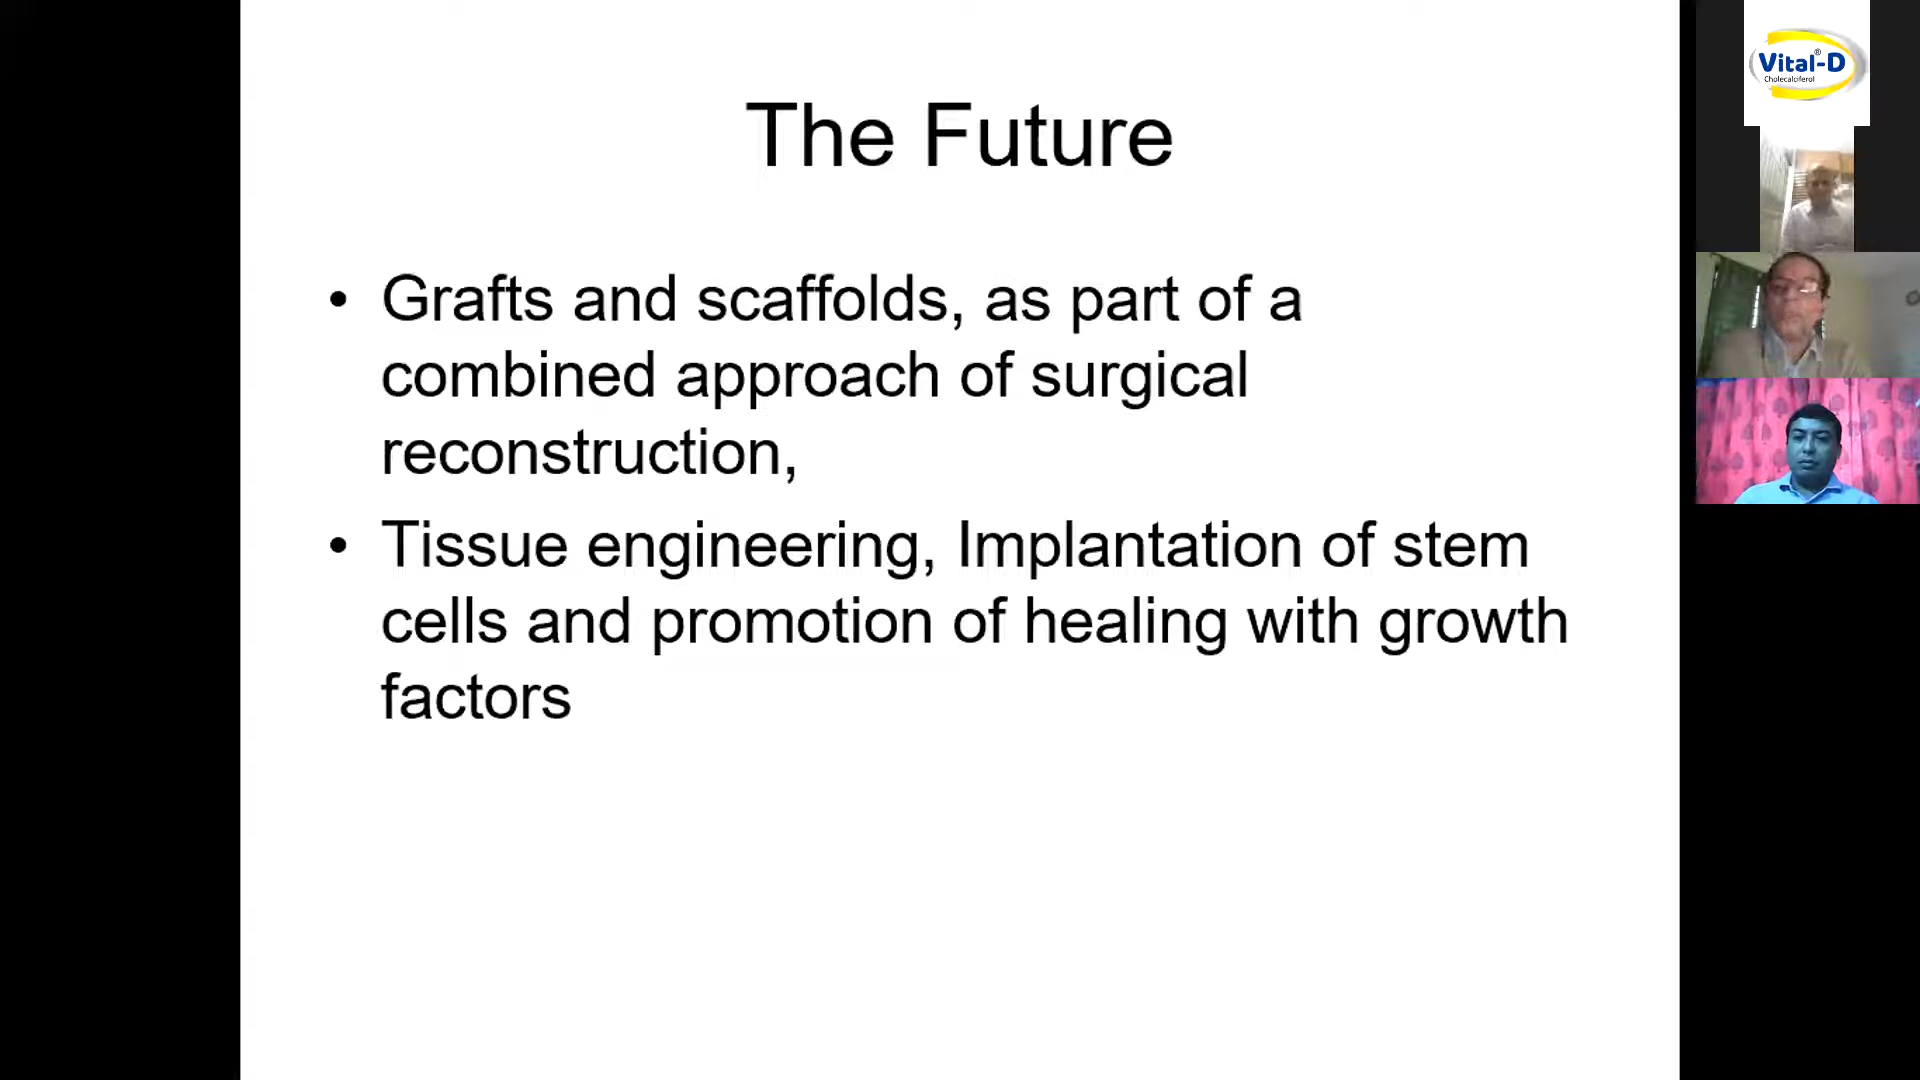 The Future
• Grafts and scaffolds, as part of a
combined approach of surgical
reconstruction,
• Tissue engineering, Implantation of stem
cells and promotion of healing with growth
factors
Vital-D®
Cholecalciferol